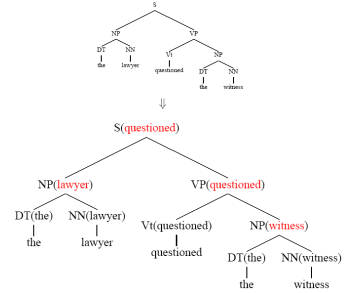 S
NP VP
DT NN Vt NP
the lawyer questioned DT NN
the witness
⇓
S(questioned)
NP(lawyer) VP(questioned)
DT(the) NN(lawyer) Vt(questioned) NP(witness)
the lawyer questioned DT(the) NN(witness)
the witness